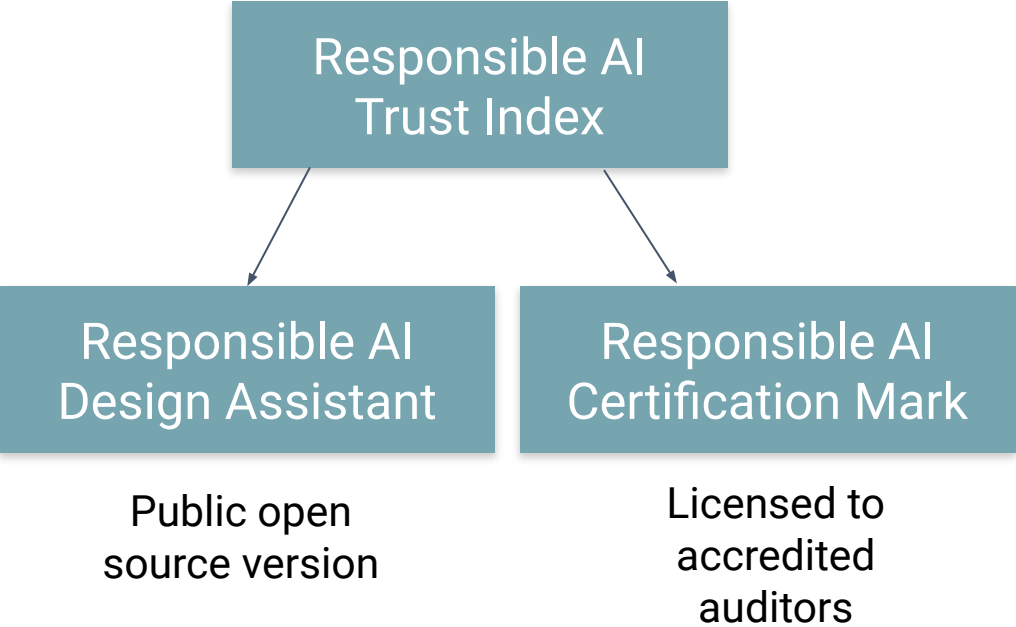 Responsible AI
Trust Index
Responsible AI
Design Assistant
Responsible AI
Certification Mark
Public open
source version
Licensed to
accredited
auditors